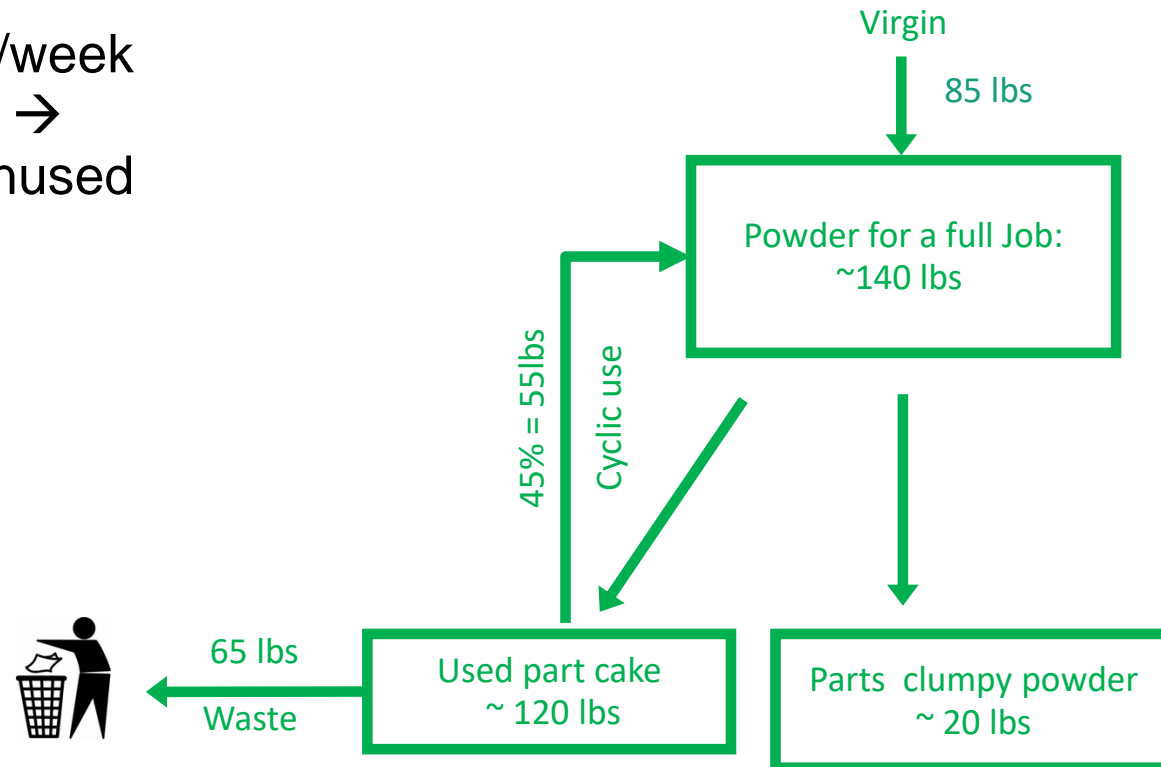 /week
→
nused
Virgin
85 lbs
Powder for a full Job:
~140 lbs
45% = 55lbs
Cyclic use
65 lbs
Waste
Used part cake
~ 120 lbs
Parts clumpy powder
~ 20 lbs